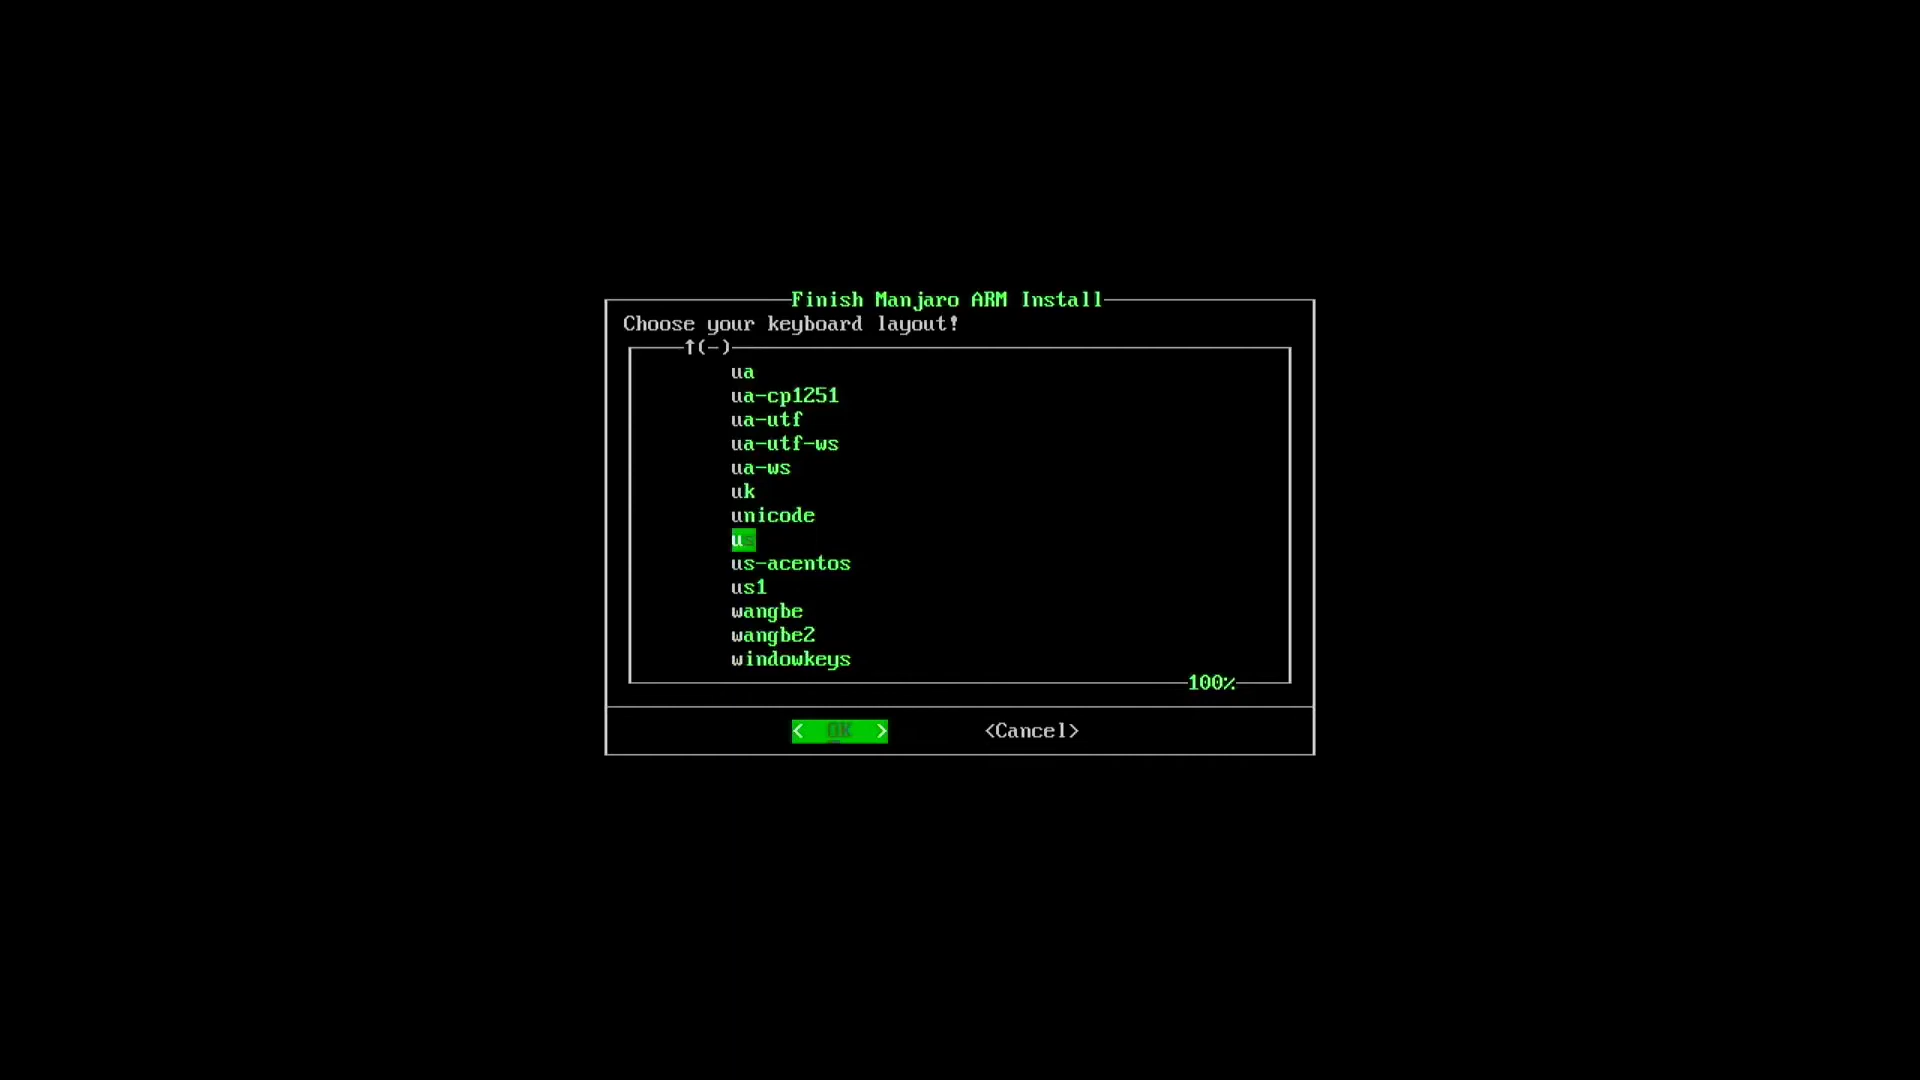 Finish Manjaro ARM Install
Choose your keyboard layout!
↑(-)
ua
ua-cp1251
ua-utf
ua-utf-ws
ua-ws
uk
unicode
us
us-acentos
us1
wangbe
wangbe2
windowkeys
100%
< OK > <Cancel>